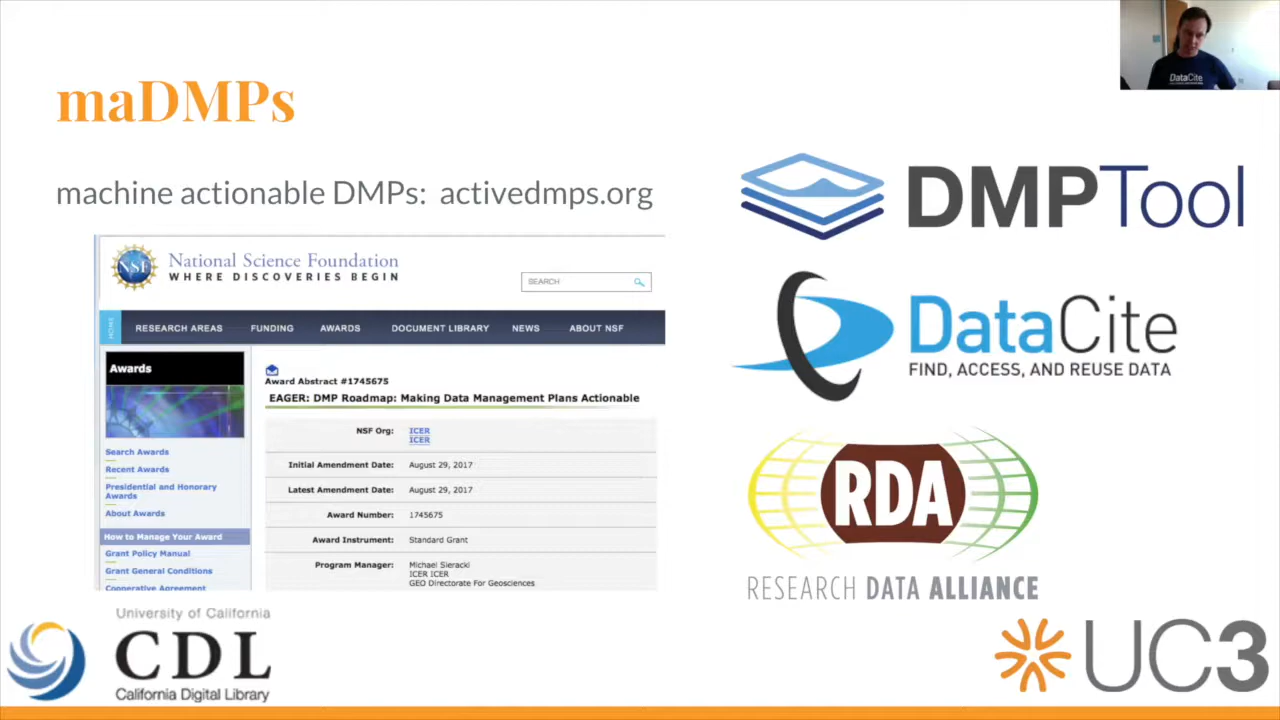 maDMPs
machine actionable DMPs: activedmps.org
NSF
National Science Foundation
WHERE DISCOVERIES BEGIN
SEARCH
HOME
RESEARCH AREAS FUNDING AWARDS DOCUMENT LIBRARY NEWS ABOUT NSF
Awards
Search Awards
Recent Awards
Presidential and Honorary
Awards
About Awards
How to Manage Your Award
Grant Policy Manual
Grant General Conditions
Cooperative Agreement
Award Abstract #1745675
EAGER: DMP Roadmap: Making Data Management Plans Actionable
NSF Org: ICER
ICER
Initial Amendment Date: August 29, 2017
Latest Amendment Date: August 29, 2017
Award Number: 1745675
Award Instrument: Standard Grant
Program Manager: Michael Sieracki
ICER ICER
GEO Directorate For Geosciences
DataCite
DMPTool
DataCite
FIND, ACCESS, AND REUSE DATA
RDA
RESEARCH DATA ALLIANCE
University of California
CDL
California Digital Library
UC3